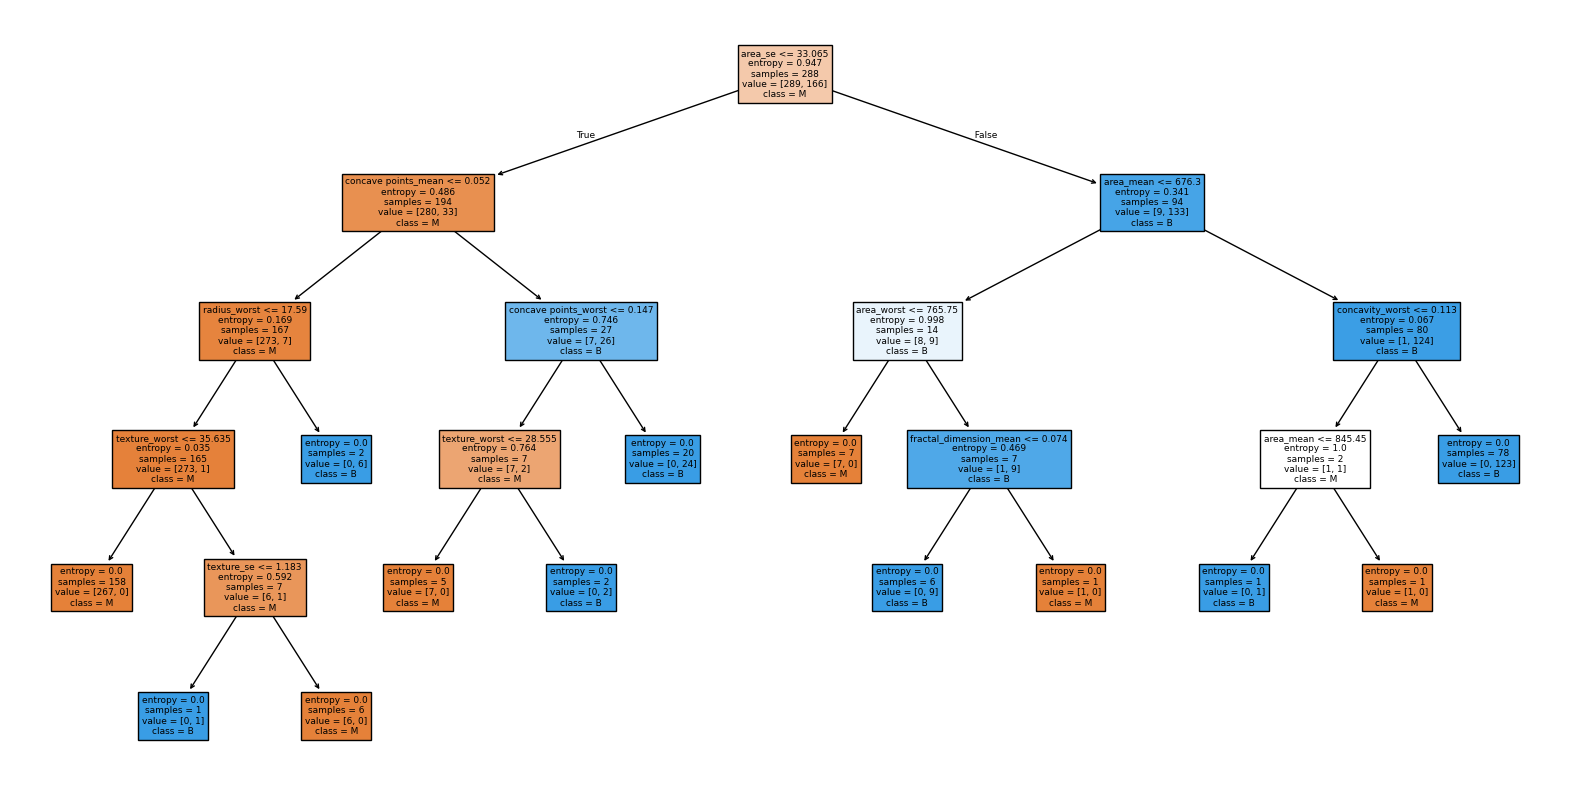 area_se <= 33.065
entropy = 0.947
samples = 288
value = [289, 166]
class = M
True
False
concave points_mean <= 0.052
entropy = 0.486
samples = 194
value = [280, 33]
class = M
area_mean <= 676.3
entropy = 0.341
samples = 94
value = [9, 133]
class = B
radius_worst <= 17.59
entropy = 0.169
samples = 167
value = [273, 7]
class = M
concave points_worst <= 0.147
entropy = 0.746
samples = 27
value = [7, 26]
class = B
area_worst <= 765.75
entropy = 0.998
samples = 14
value = [8, 9]
class = B
concavity_worst <= 0.113
entropy = 0.067
samples = 80
value = [1, 124]
class = B
texture_worst <= 35.635
entropy = 0.035
samples = 165
value = [273, 1]
class = M
entropy = 0.0
samples = 2
value = [0, 6]
class = B
texture_worst <= 28.555
entropy = 0.764
samples = 7
value = [7, 2]
class = M
entropy = 0.0
samples = 20
value = [0, 24]
class = B
entropy = 0.0
samples = 7
value = [7, 0]
class = M
fractal_dimension_mean <= 0.074
entropy = 0.469
samples = 7
value = [1, 9]
class = B
area_mean <= 845.45
entropy = 1.0
samples = 2
value = [1, 1]
class = M
entropy = 0.0
samples = 78
value = [0, 123]
class = B
entropy = 0.0
samples = 158
value = [267, 0]
class = M
texture_se <= 1.183
entropy = 0.592
samples = 7
value = [6, 1]
class = M
entropy = 0.0
samples = 5
value = [7, 0]
class = M
entropy = 0.0
samples = 2
value = [0, 2]
class = B
entropy = 0.0
samples = 6
value = [0, 9]
class = B
entropy = 0.0
samples = 1
value = [1, 0]
class = M
entropy = 0.0
samples = 1
value = [0, 1]
class = B
entropy = 0.0
samples = 1
value = [1, 0]
class = M
entropy = 0.0
samples = 1
value = [0, 1]
class = B
entropy = 0.0
samples = 6
value = [6, 0]
class = M